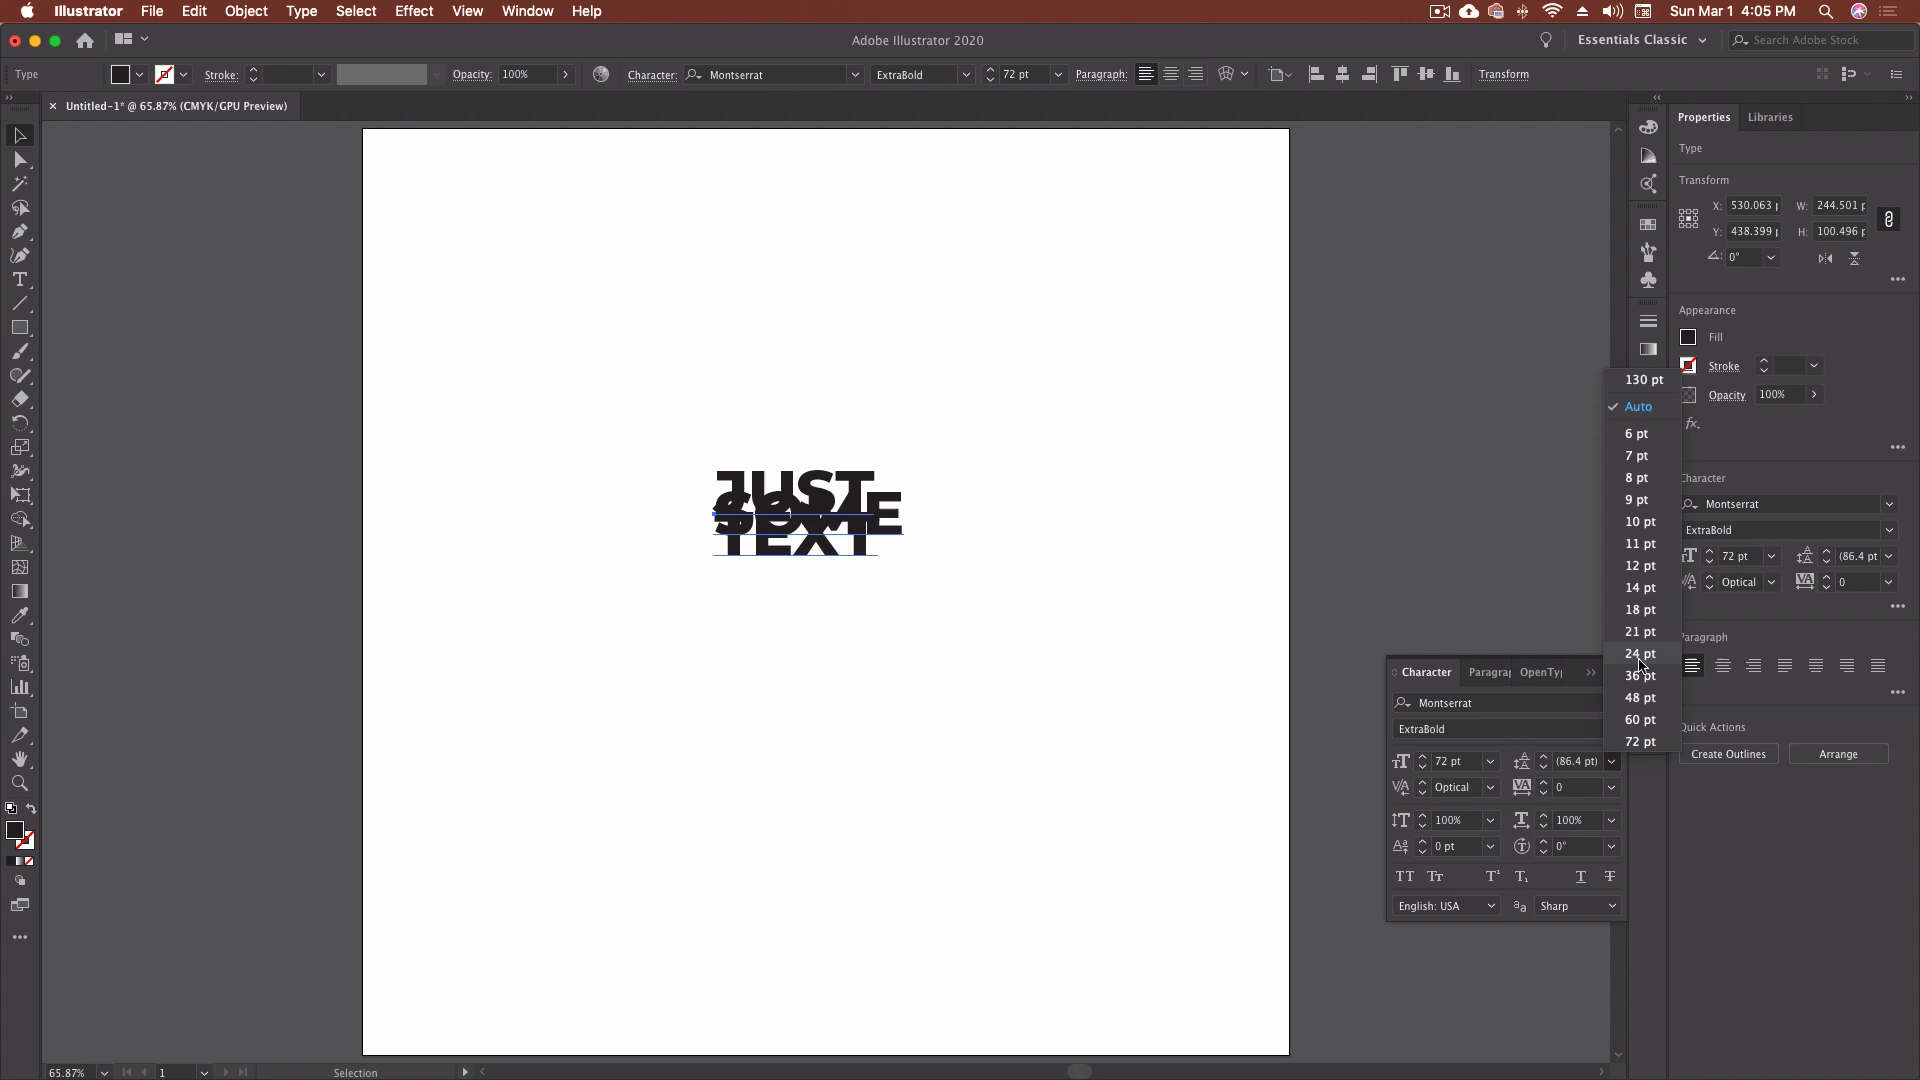 Illustrator File Edit Object Type Select Effect View Window Help
Sun Mar 1 4:05 PM
Adobe Illustrator 2020
Essentials Classic
Search Adobe Stock
Type
Stroke:
Opacity: 100%
Character: Montserrat
ExtraBold
72 pt
Paragraph:
Transform
× Untitled-1* @ 65.87% (CMYK/GPU Preview)
Properties Libraries
Type
Transform
X: 530.063 W: 244.501
Y: 438.399 H: 100.496
0°
Appearance
Fill
Stroke
Opacity 100%
fx.
130 pt
Auto
6 pt
7 pt
8 pt
9 pt
10 pt
11 pt
12 pt
14 pt
18 pt
21 pt
24 pt
36 pt
48 pt
60 pt
72 pt
JUST
SOME
TEXT
Character
Montserrat
ExtraBold
72 pt (86.4 pt
Optical 0
Paragraph
Quick Actions
Create Outlines Arrange
Character Paragra OpenTy
Montserrat
ExtraBold
72 pt (86.4 pt)
Optical 0
100% 100%
0 pt 0°
English: USA Sharp
65.87% 1 Selection